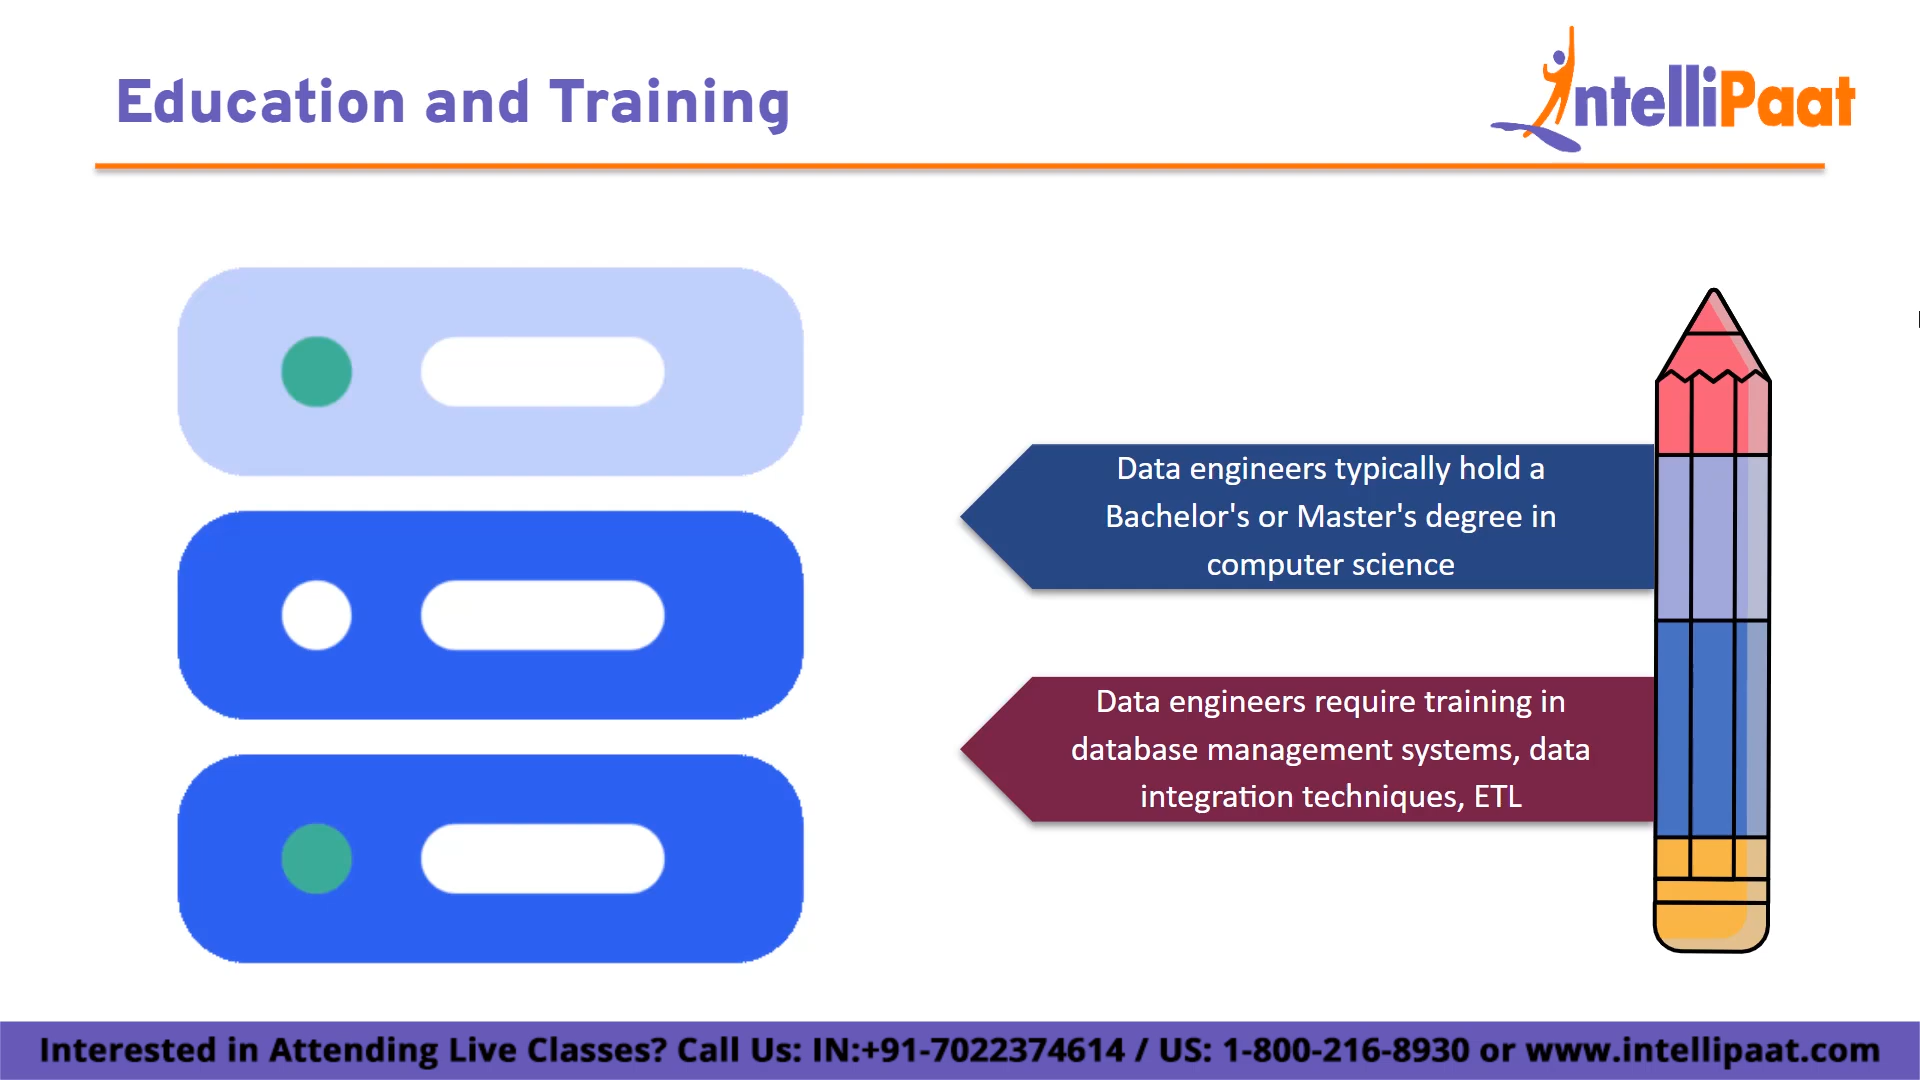 Education and Training
IntelliPaat
Data engineers typically hold a
Bachelor's or Master's degree in
computer science
Data engineers require training in
database management systems, data
integration techniques, ETL
Interested in Attending Live Classes? Call Us: IN:+91-7022374614 / US: 1-800-216-8930 or www.intellipaat.com